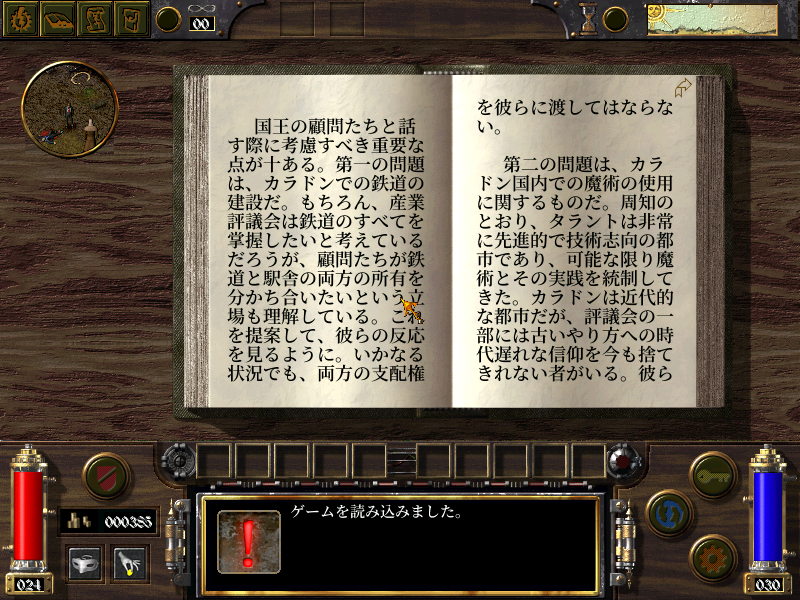 00
国王の顧問たちと話
す際に考慮すべき重要な
点が十ある。第一の問題
は、カラドンでの鉄道の
建設だ。もちろん、産業
評議会は鉄道のすべてを
掌握したいと考えている
だろうが、顧問たちが鉄
道と駅舎の両方の所有を
分かち合いたいという立
場も理解している。これ
を提案して、彼らの反応
を見るように。いかなる
状況でも、両方の支配権
を彼らに渡してはならな
い。
第二の問題は、カラ
ドン国内での魔術の使用
に関するものだ。周知の
とおり、タラントは非常
に先進的で技術志向の都
市であり、可能な限り魔
術とその実践を統制して
きた。カラドンは近代的
な都市だが、評議会の一
部には古いやり方への時
代遅れな信仰を今も捨て
きれない者がいる。彼ら
000385
ゲームを読み込みました。
024
030